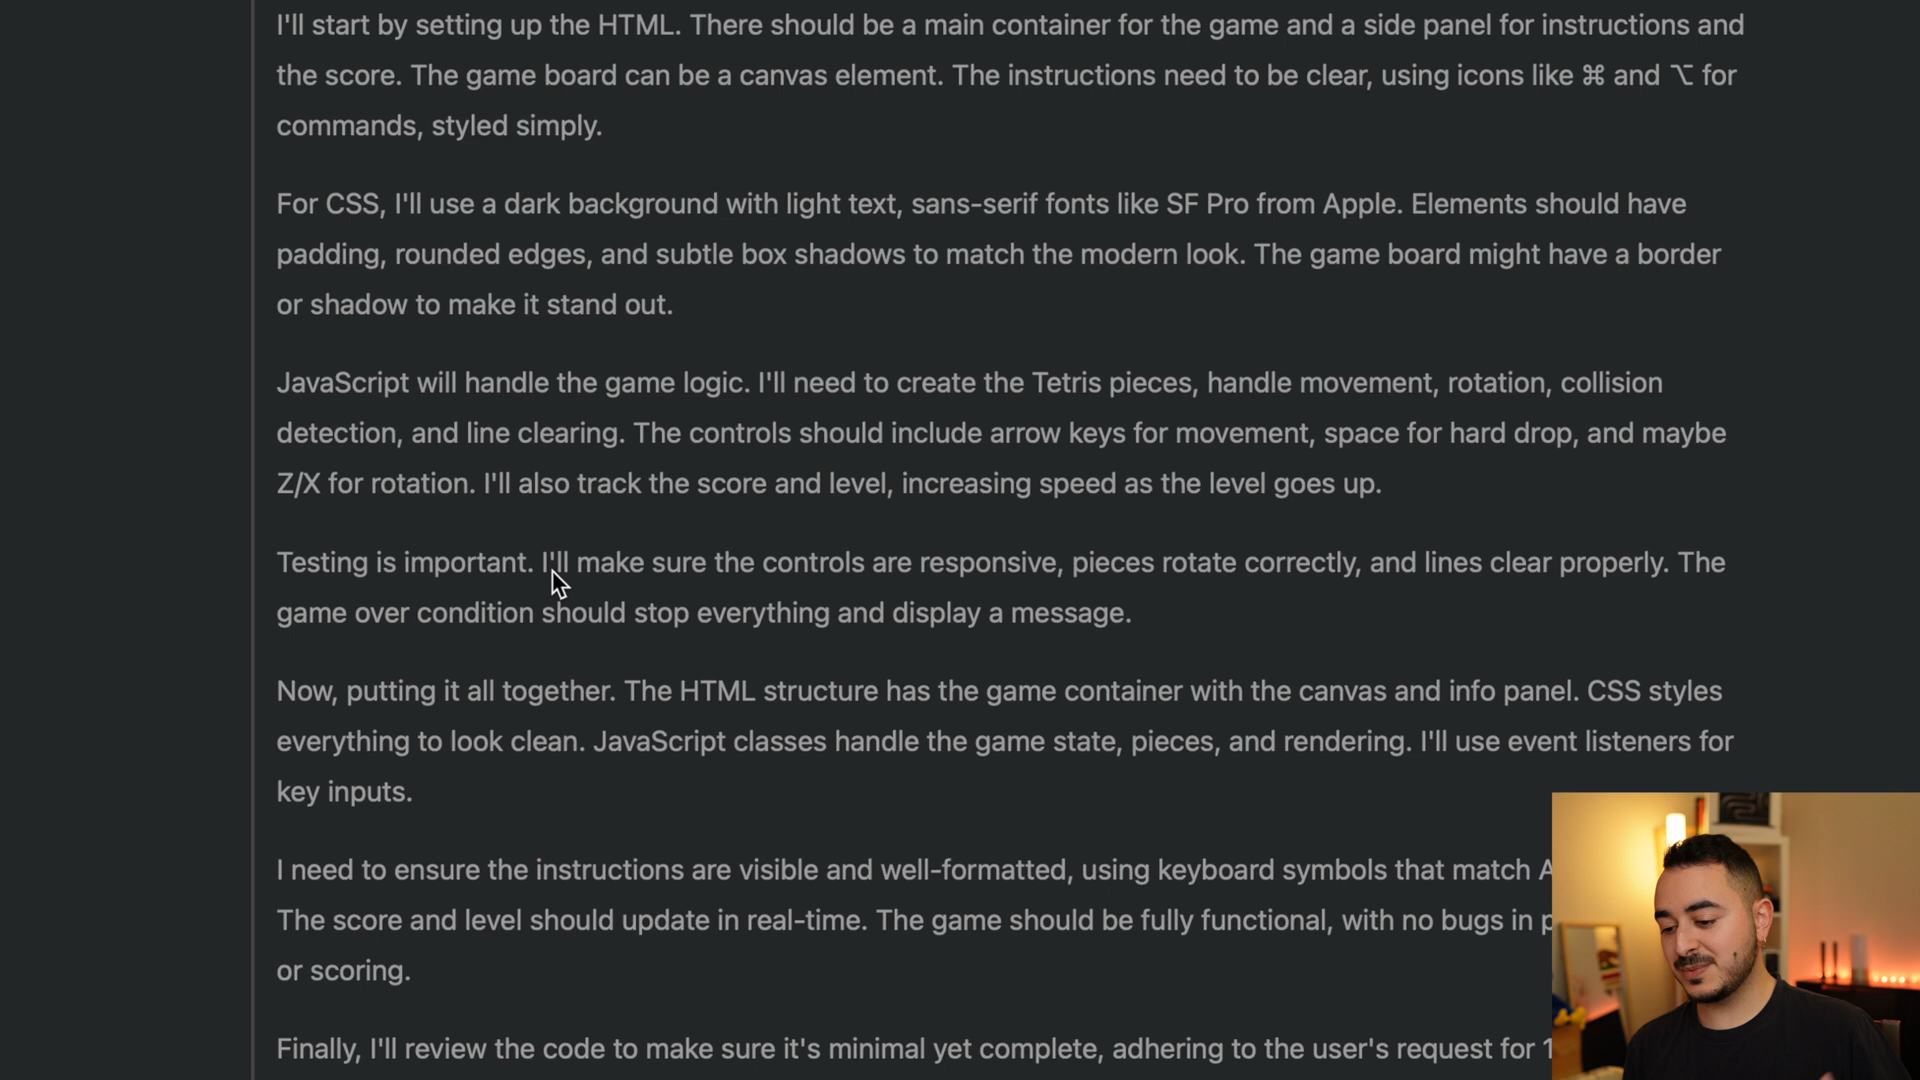 I'll start by setting up the HTML. There should be a main container for the game and a side panel for instructions and
the score. The game board can be a canvas element. The instructions need to be clear, using icons like ⌘ and ⌥ for
commands, styled simply.
For CSS, I'll use a dark background with light text, sans-serif fonts like SF Pro from Apple. Elements should have
padding, rounded edges, and subtle box shadows to match the modern look. The game board might have a border
or shadow to make it stand out.
JavaScript will handle the game logic. I'll need to create the Tetris pieces, handle movement, rotation, collision
detection, and line clearing. The controls should include arrow keys for movement, space for hard drop, and maybe
Z/X for rotation. I'll also track the score and level, increasing speed as the level goes up.
Testing is important. I'll make sure the controls are responsive, pieces rotate correctly, and lines clear properly. The
game over condition should stop everything and display a message.
Now, putting it all together. The HTML structure has the game container with the canvas and info panel. CSS styles
everything to look clean. JavaScript classes handle the game state, pieces, and rendering. I'll use event listeners for
key inputs.
I need to ensure the instructions are visible and well-formatted, using keyboard symbols that match
The score and level should update in real-time. The game should be fully functional, with no bugs in
or scoring.
Finally, I'll review the code to make sure it's minimal yet complete, adhering to the user's request for